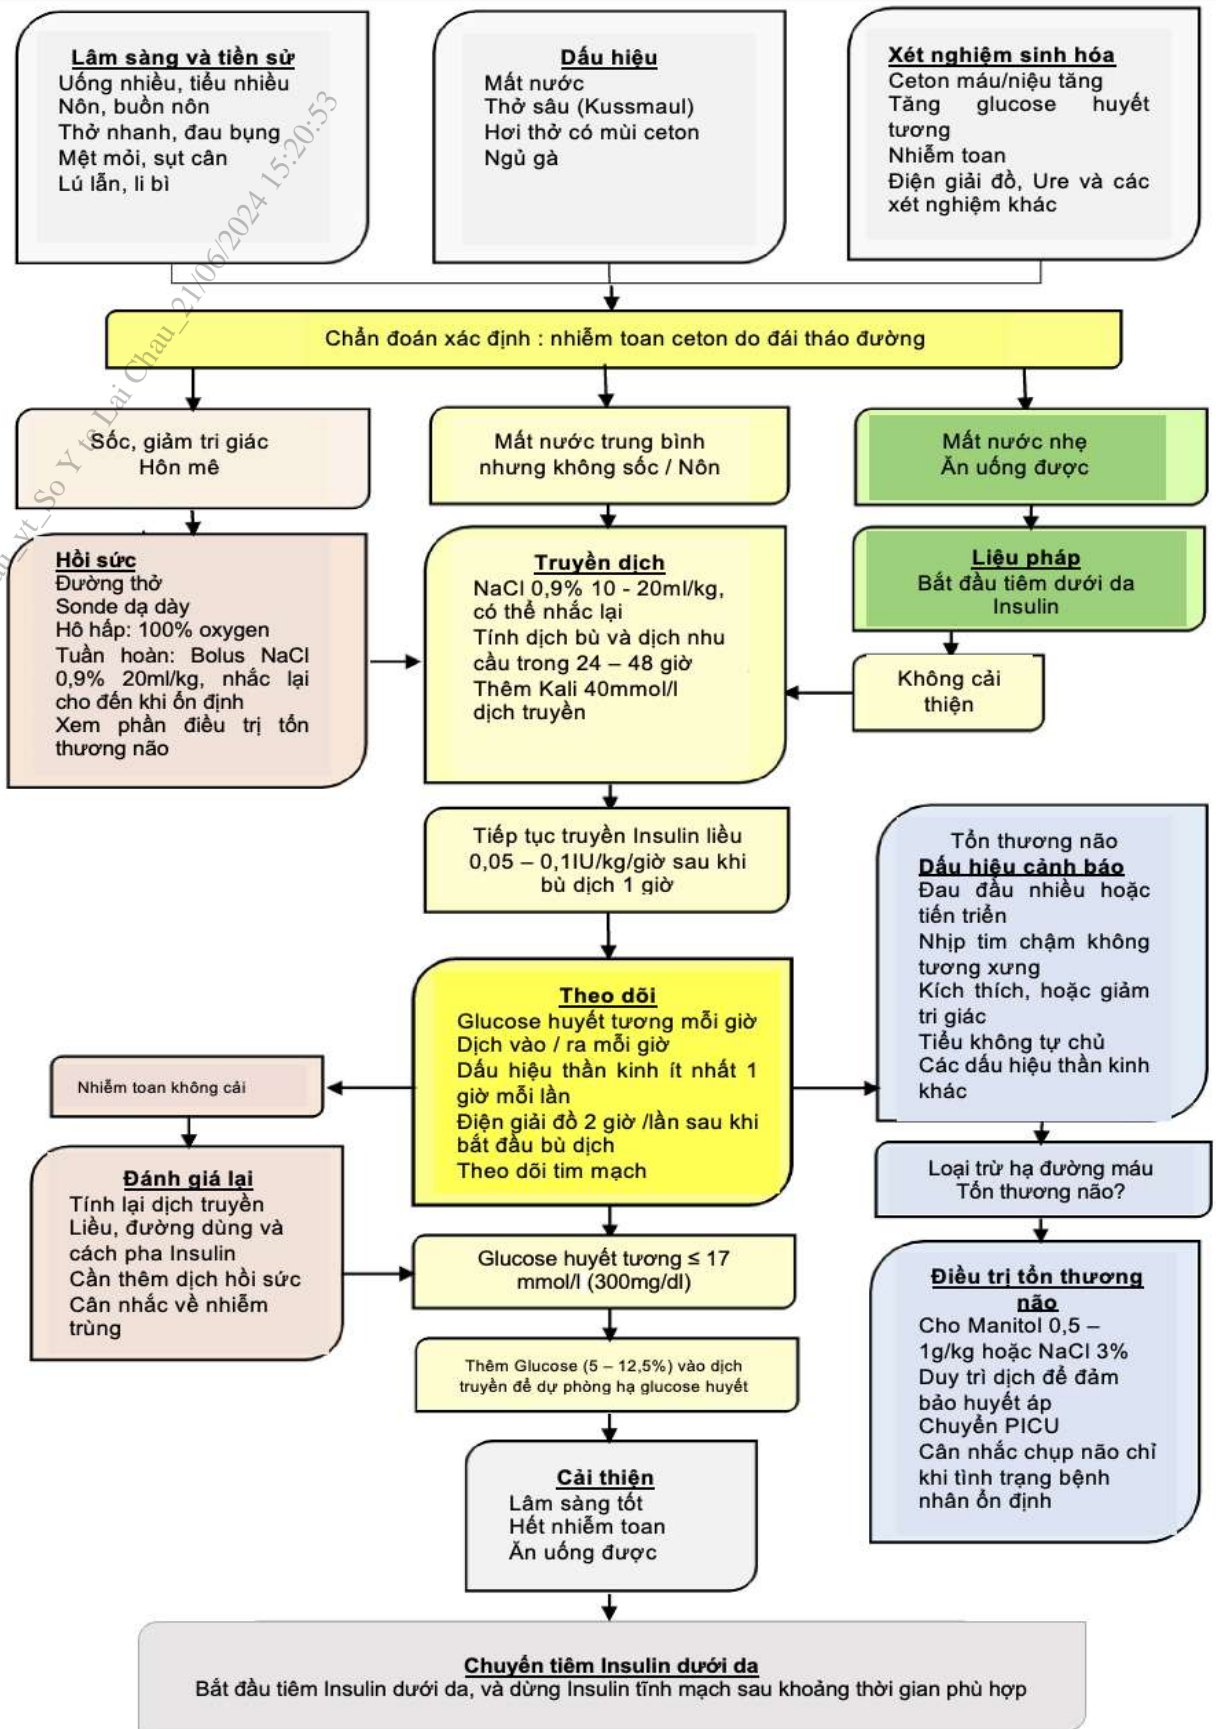 Lâm sàng và tiền sử
Uống nhiều, tiểu nhiều
Nôn, buồn nôn
Thở nhanh, đau bụng
Mệt mỏi, sụt cân
Lú lẫn, li bì
Dấu hiệu
Mất nước
Thở sâu (Kussmaul)
Hơi thở có mùi ceton
Ngủ gà
Xét nghiệm sinh hóa
Ceton máu/niệu tăng
Tăng glucose huyết
tương
Nhiễm toan
Điện giải đồ, Ure và các
xét nghiệm khác
Chẩn đoán xác định : nhiễm toan ceton do đái tháo đường
Sốc, giảm tri giác
Hôn mê
Mất nước trung bình
nhưng không sốc / Nôn
Mất nước nhẹ
Ăn uống được
Hồi sức
Đường thở
Sonde dạ dày
Hô hấp: 100% oxygen
Tuần hoàn: Bolus NaCl
0,9% 20ml/kg, nhắc lại
cho đến khi ổn định
Xem phần điều trị tổn
thương não
Truyền dịch
NaCl 0,9% 10 - 20ml/kg,
có thể nhắc lại
Tính dịch bù và dịch nhu
cầu trong 24 – 48 giờ
Thêm Kali 40mmol/l
dịch truyền
Liệu pháp
Bắt đầu tiêm dưới da
Insulin
Không cải
thiện
Tiếp tục truyền Insulin liều
0,05 – 0,1IU/kg/giờ sau khi
bù dịch 1 giờ
Tổn thương não
Dấu hiệu cảnh báo
Đau đầu nhiều hoặc
tiến triển
Nhịp tim chậm không
tương xưng
Kích thích, hoặc giảm
tri giác
Tiểu không tự chủ
Các dấu hiệu thần kinh
khác
Theo dõi
Glucose huyết tương mỗi giờ
Dịch vào / ra mỗi giờ
Dấu hiệu thần kinh ít nhất 1
giờ mỗi lần
Điện giải đồ 2 giờ /lần sau khi
bắt đầu bù dịch
Theo dõi tim mạch
Nhiễm toan không cải
Đánh giá lại
Tính lại dịch truyền
Liều, đường dùng và
cách pha Insulin
Cần thêm dịch hồi sức
Cân nhắc về nhiễm
trùng
Loại trừ hạ đường máu
Tổn thương não?
Glucose huyết tương ≤ 17
mmol/l (300mg/dl)
Điều trị tổn thương
não
Cho Manitol 0,5 –
1g/kg hoặc NaCl 3%
Duy trì dịch để đảm
bảo huyết áp
Chuyển PICU
Cân nhắc chụp não chỉ
khi tình trạng bệnh
nhân ổn định
Thêm Glucose (5 – 12,5%) vào dịch
truyền để dự phòng hạ glucose huyết
Cải thiện
Lâm sàng tốt
Hết nhiễm toan
Ăn uống được
Chuyển tiêm Insulin dưới da
Bắt đầu tiêm Insulin dưới da, và dừng Insulin tĩnh mạch sau khoảng thời gian phù hợp
vt_So Y te Lai Chau_21/06/2024 15:20:53